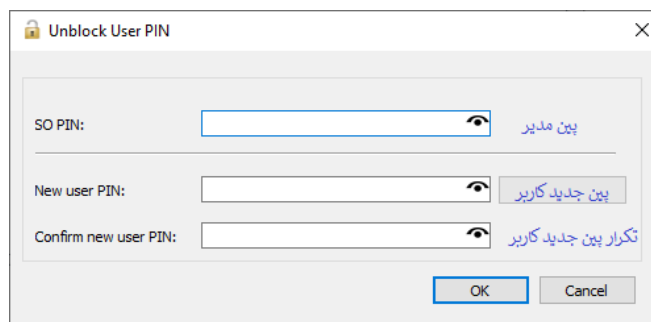 Unblock User PIN
SO PIN: پین مدیر
New user PIN: پین جدید کاربر
Confirm new user PIN: تکرار پین جدید کاربر
OK Cancel